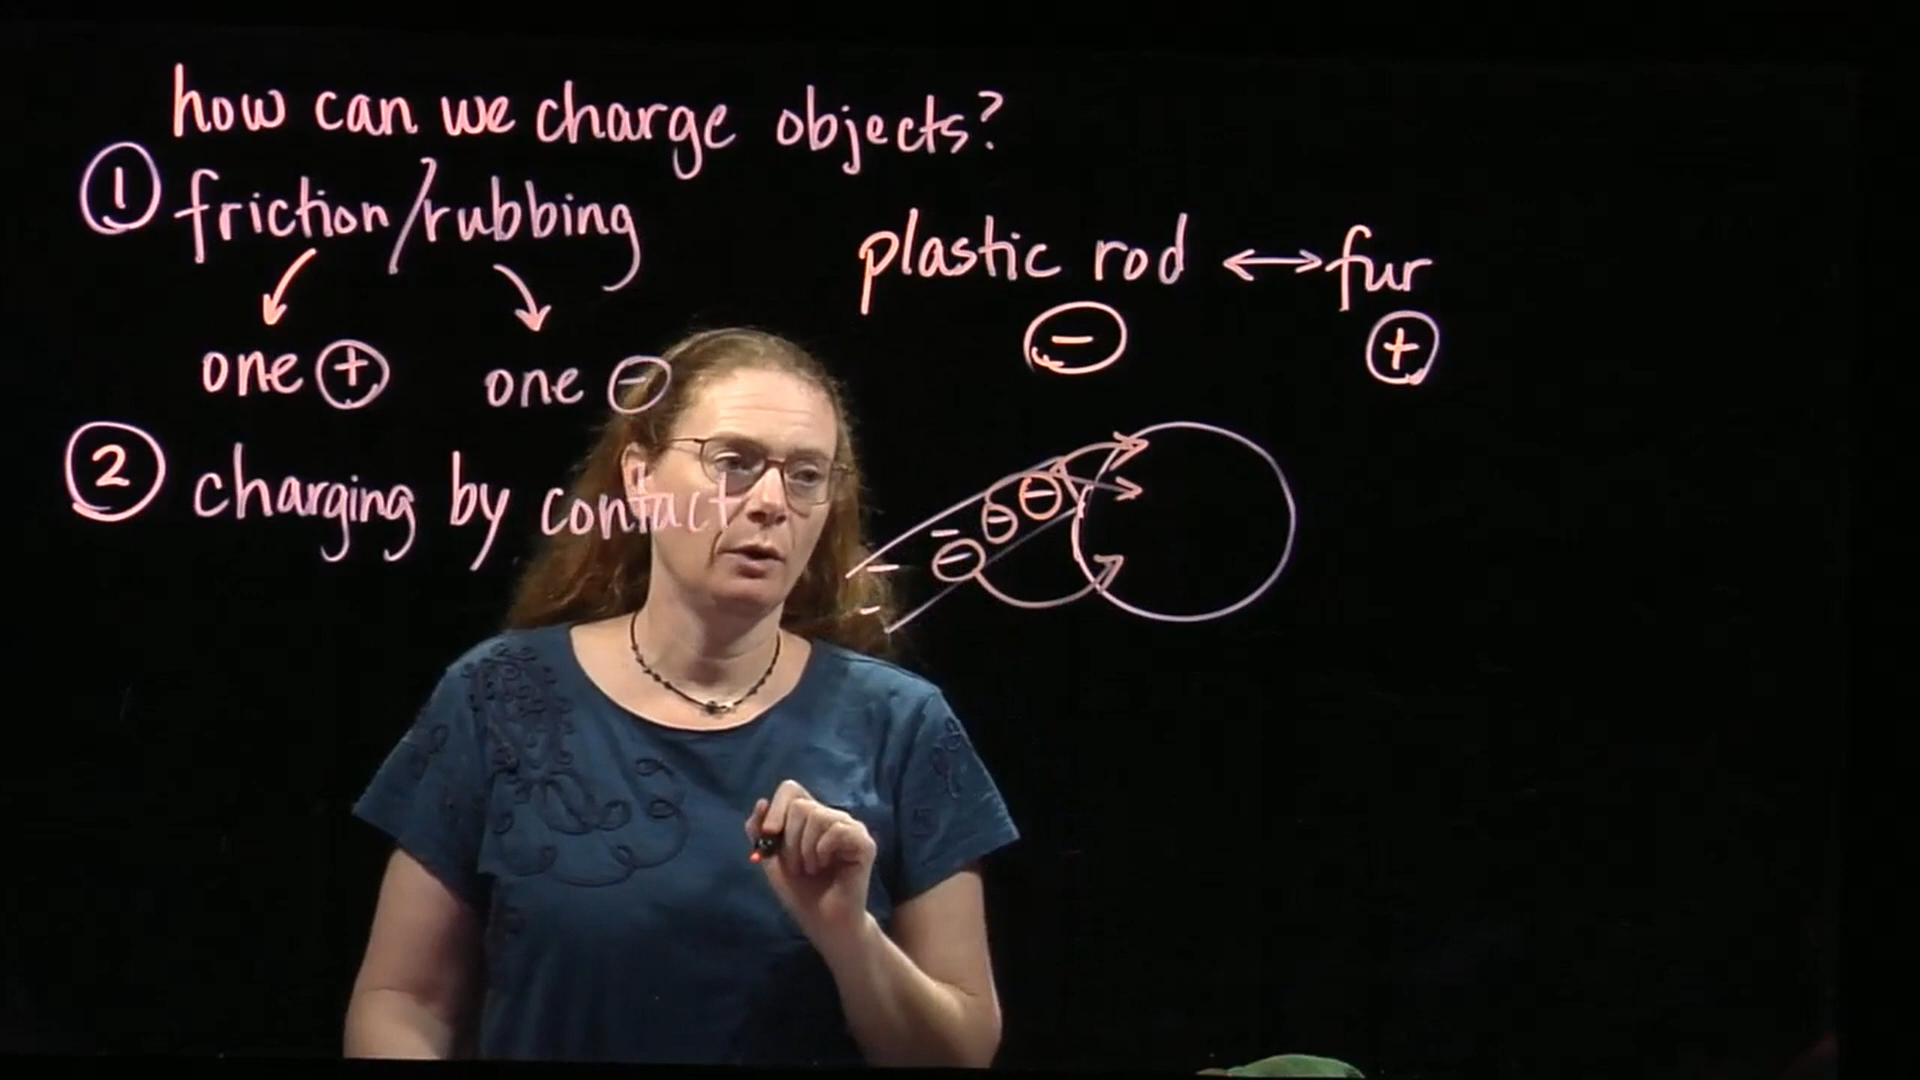 how can we charge objects?
① friction/rubbing
one ⊕ one ⊖
② charging by contact
plastic rod ↔ fur
⊖ ⊕
⊖ ⊖ ⊖